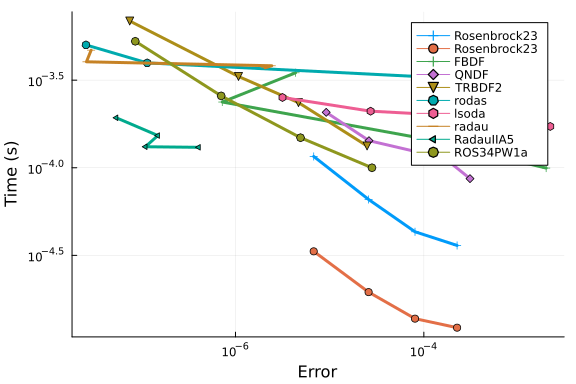 Time (s)
10^-3.5
10^-4.0
10^-4.5
10^-6
10^-4
Error
Rosenbrock23
Rosenbrock23
FBDF
QNDF
TRBDF2
rodas
lsoda
radau
RadauIIA5
ROS34PW1a